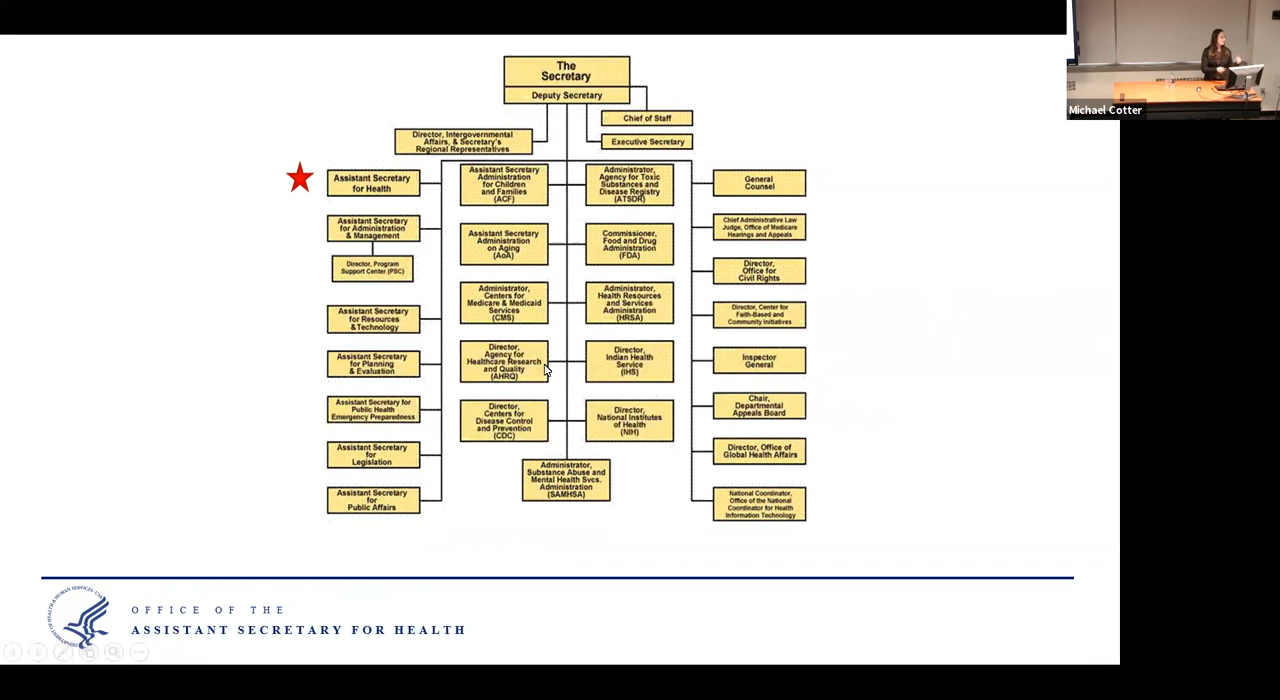 The
Secretary
Deputy Secretary
Chief of Staff
Director, Intergovernmental
Affairs, & Secretary's
Regional Representatives
Executive Secretary
Assistant Secretary
for Health
Assistant Secretary
for Administration
& Management
Director, Program
Support Center (PSC)
Assistant Secretary
for Resources
&Technology
Assistant Secretary
for Planning
& Evaluation
Assistant Secretary for
Public Health
Emergency Preparedness
Assistant Secretary
for
Legislation
Assistant Secretary
for
Public Affairs
Assistant Secretary
Administration
for Children
and Families
(ACF)
Assistant Secretary
Administration
on Aging
(AoA)
Administrator,
Centers for
Medicare & Medicaid
Services
(CMS)
Director,
Agency for
Healthcare Research
and Quality
(AHRQ)
Director,
Centers for
Disease Control
and Prevention
(CDC)
Administrator,
Agency for Toxic
Substances and
Disease Registry
(ATSDR)
Commissioner,
Food and Drug
Administration
(FDA)
Administrator,
Health Resources
and Services
Administration
(HRSA)
Director,
Indian Health
Service
(IHS)
Director,
National Institutes
of Health
(NIH)
Administrator,
Substance Abuse and
Mental Health Svcs.
Administration
(SAMHSA)
General
Counsel
Chief Administrative Law
Judge, Office of Medicare
Hearings and Appeals
Director,
Office for
Civil Rights
Director, Center for
Faith-Based and
Community Initiatives
Inspector
General
Chair,
Departmental
Appeals Board
Director, Office of
Global Health Affairs
National Coordinator,
Office of the National
Coordinator for Health
Information Technology
DEPARTMENT OF HEALTH & HUMAN SERVICES · USA
OFFICE OF THE
ASSISTANT SECRETARY FOR HEALTH
Michael Cotter